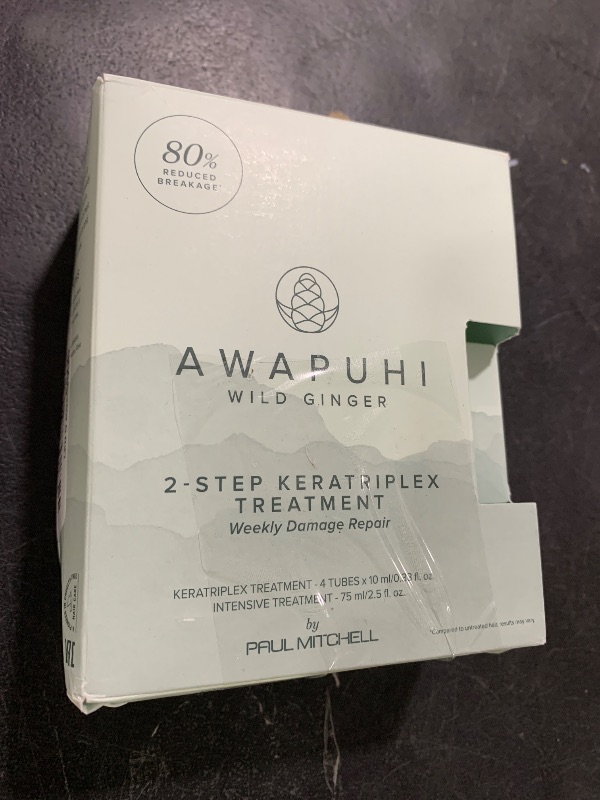 80%
REDUCED
BREAKAGE*
AWAPUHI
WILD GINGER
2-STEP KERATRIPLEX
TREATMENT
Weekly Damage Repair
KERATRIPLEX TREATMENT - 4 TUBES x 10 ml/0.33 fl. oz.
INTENSIVE TREATMENT - 75 ml/2.5 fl. oz.
by
PAUL MITCHELL
*Compared to untreated hair, results may vary